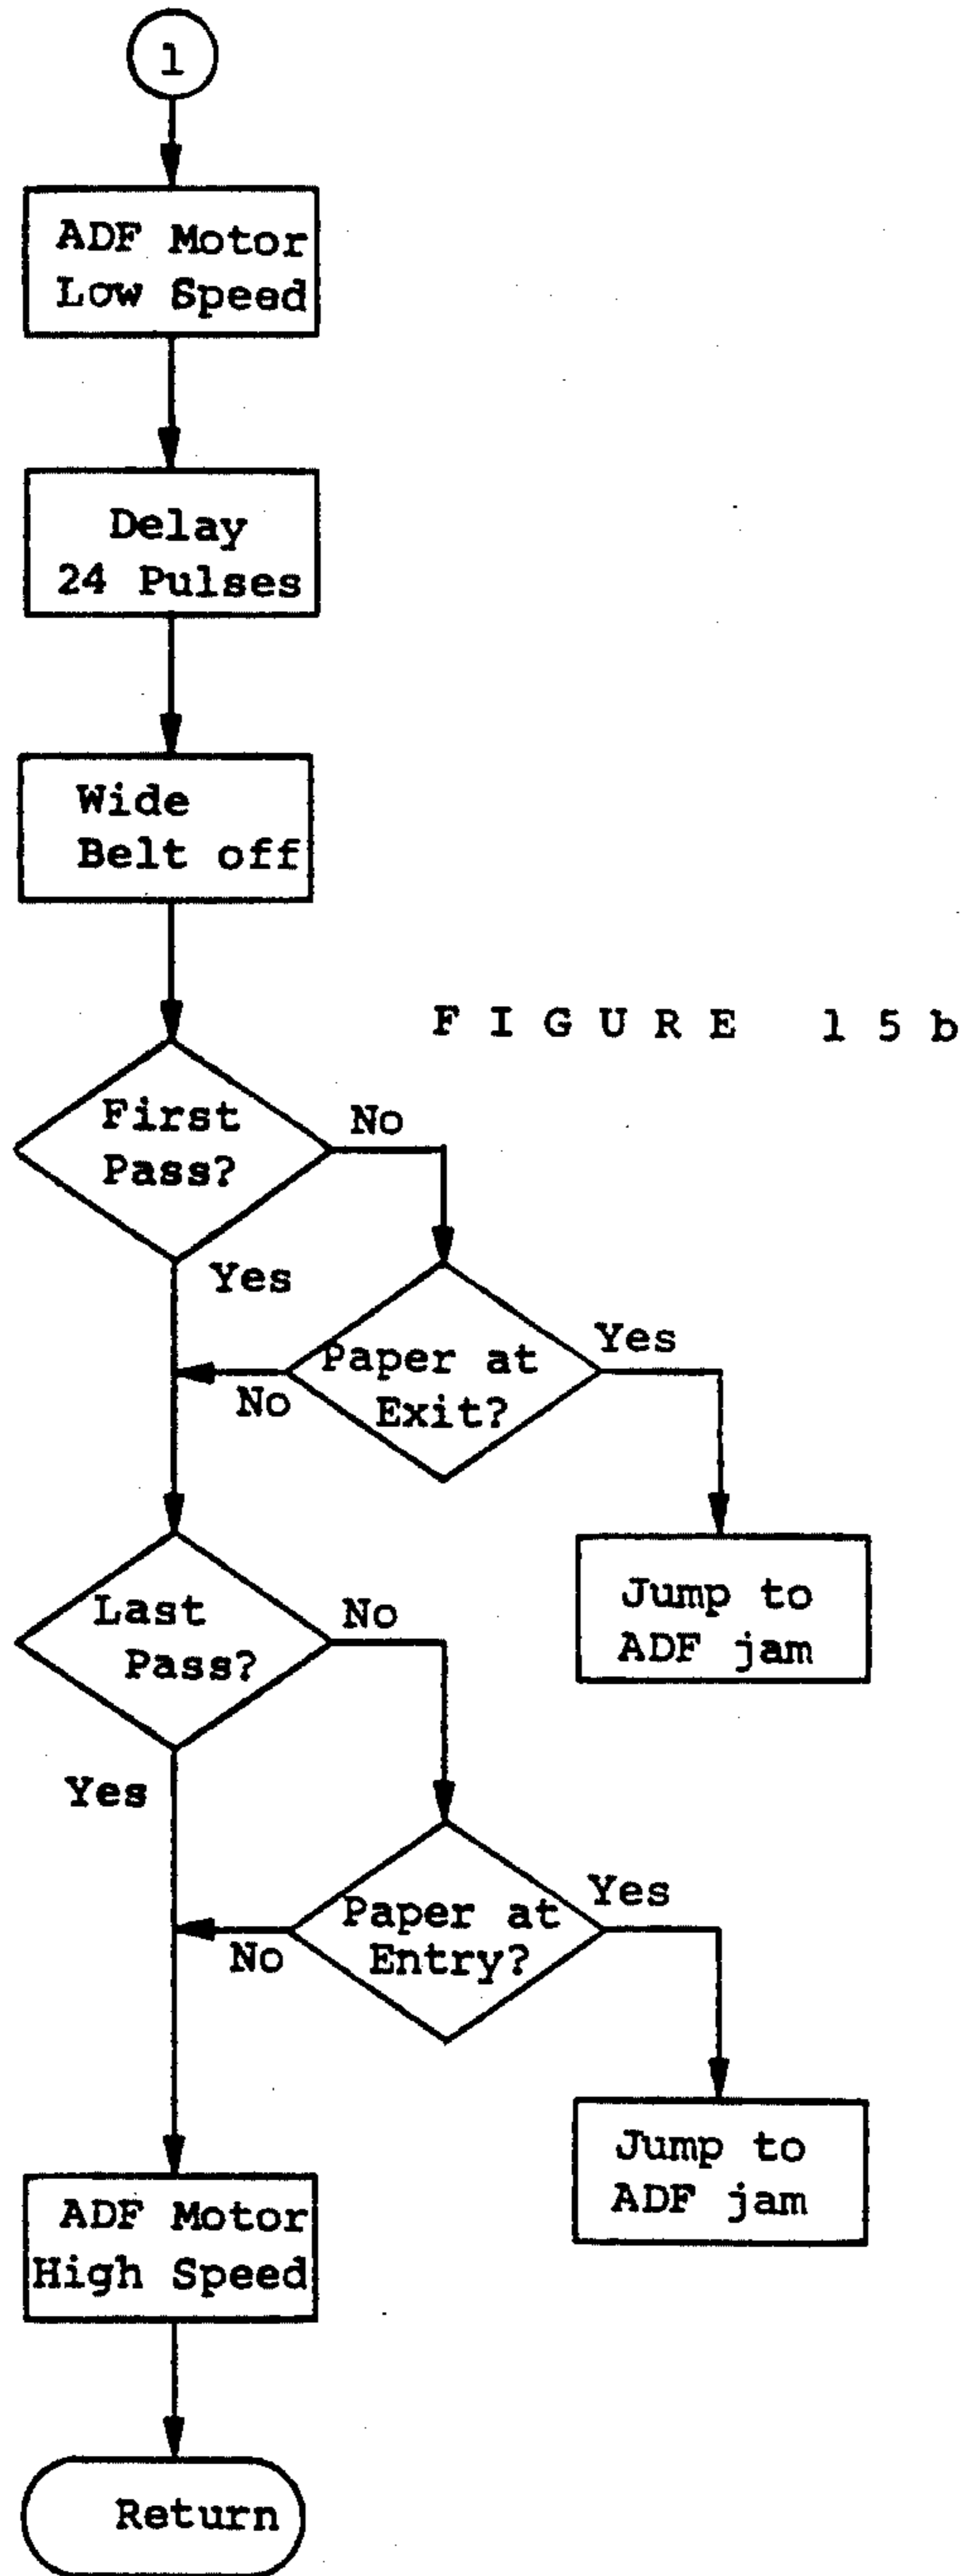 1
ADF Motor
Low Speed
Delay
24 Pulses
Wide
Belt off
F I G U R E 1 5 b
First
Pass?
No
Yes
Paper at
Exit?
Yes
No
Jump to
ADF jam
Last
Pass?
No
Yes
Paper at
Entry?
Yes
No
Jump to
ADF jam
ADF Motor
High Speed
Return